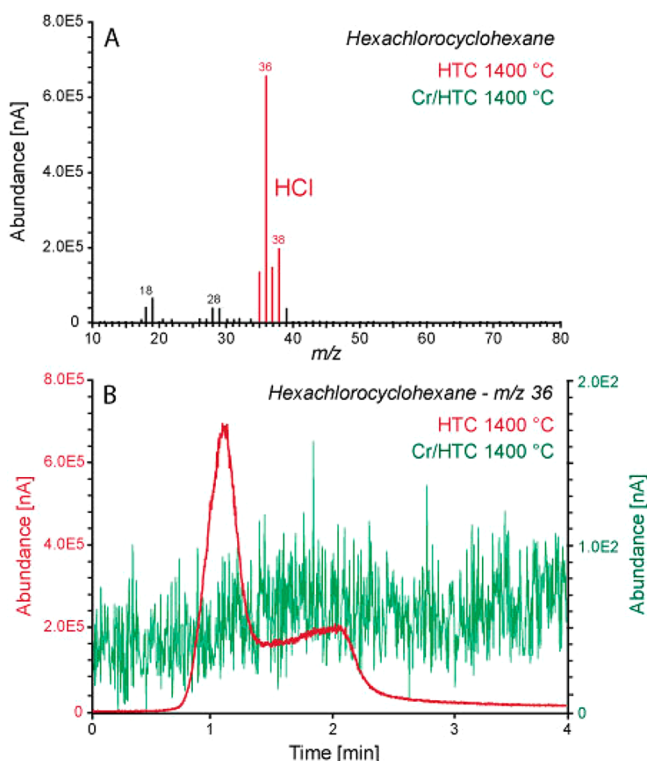 A
Hexachlorocyclohexane
HTC 1400 °C
Cr/HTC 1400 °C
Abundance [nA]
8.0E5
6.0E5
4.0E5
2.0E5
0
36
HCl
38
18
28
10 20 30 40 50 60 70 80
m/z
B
Hexachlorocyclohexane - m/z 36
HTC 1400 °C
Cr/HTC 1400 °C
Abundance [nA]
8.0E5
6.0E5
4.0E5
2.0E5
0
2.0E2
1.0E2
0
Abundance [nA]
0 1 2 3 4
Time [min]